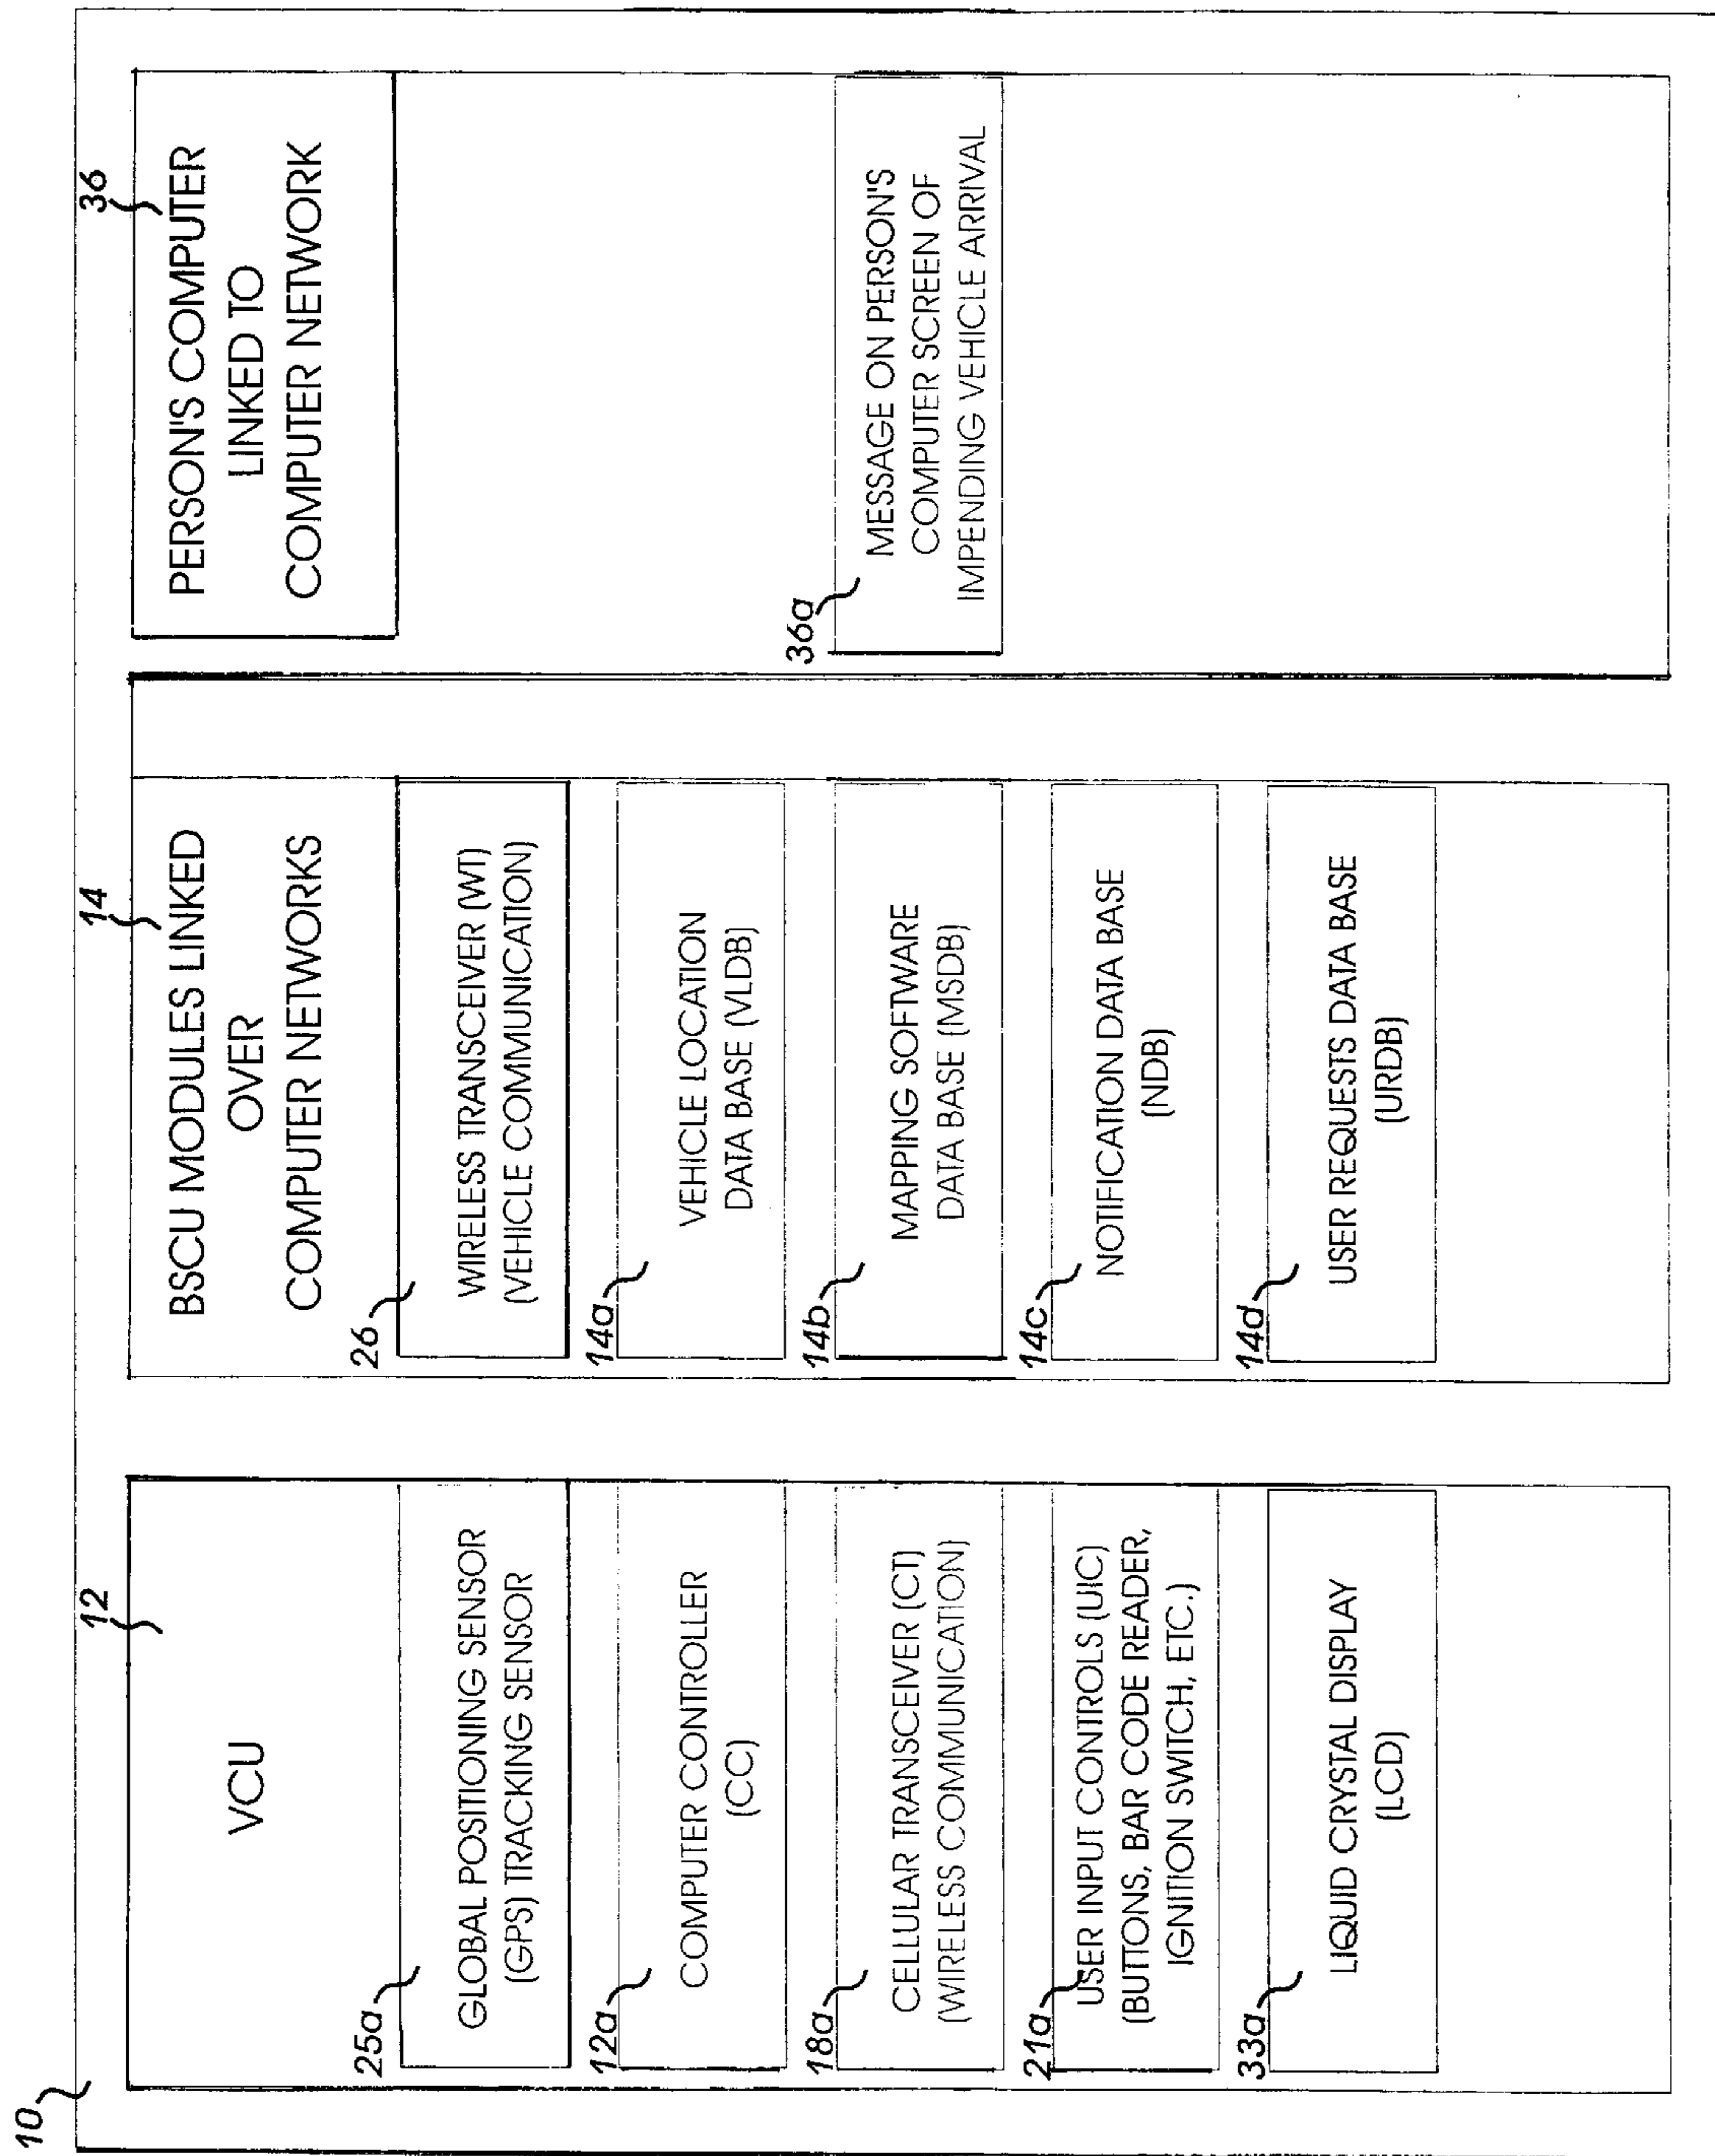 10
12
VCU
25a
GLOBAL POSITIONING SENSOR
(GPS) TRACKING SENSOR
12a
COMPUTER CONTROLLER
(CC)
18a
CELLULAR TRANSCEIVER (CT)
(WIRELESS COMMUNICATION)
21a
USER INPUT CONTROLS (UIC)
(BUTTONS, BAR CODE READER,
IGNITION SWITCH, ETC.)
33a
LIQUID CRYSTAL DISPLAY
(LCD)
14
BSCU MODULES LINKED
OVER
COMPUTER NETWORKS
26
WIRELESS TRANSCEIVER (WT)
(VEHICLE COMMUNICATION)
14a
VEHICLE LOCATION
DATA BASE (VLDB)
14b
MAPPING SOFTWARE
DATA BASE (MSDB)
14c
NOTIFICATION DATA BASE
(NDB)
14d
USER REQUESTS DATA BASE
(URDB)
36
PERSON'S COMPUTER
LINKED TO
COMPUTER NETWORK
36a
MESSAGE ON PERSON'S
COMPUTER SCREEN OF
IMPENDING VEHICLE ARRIVAL